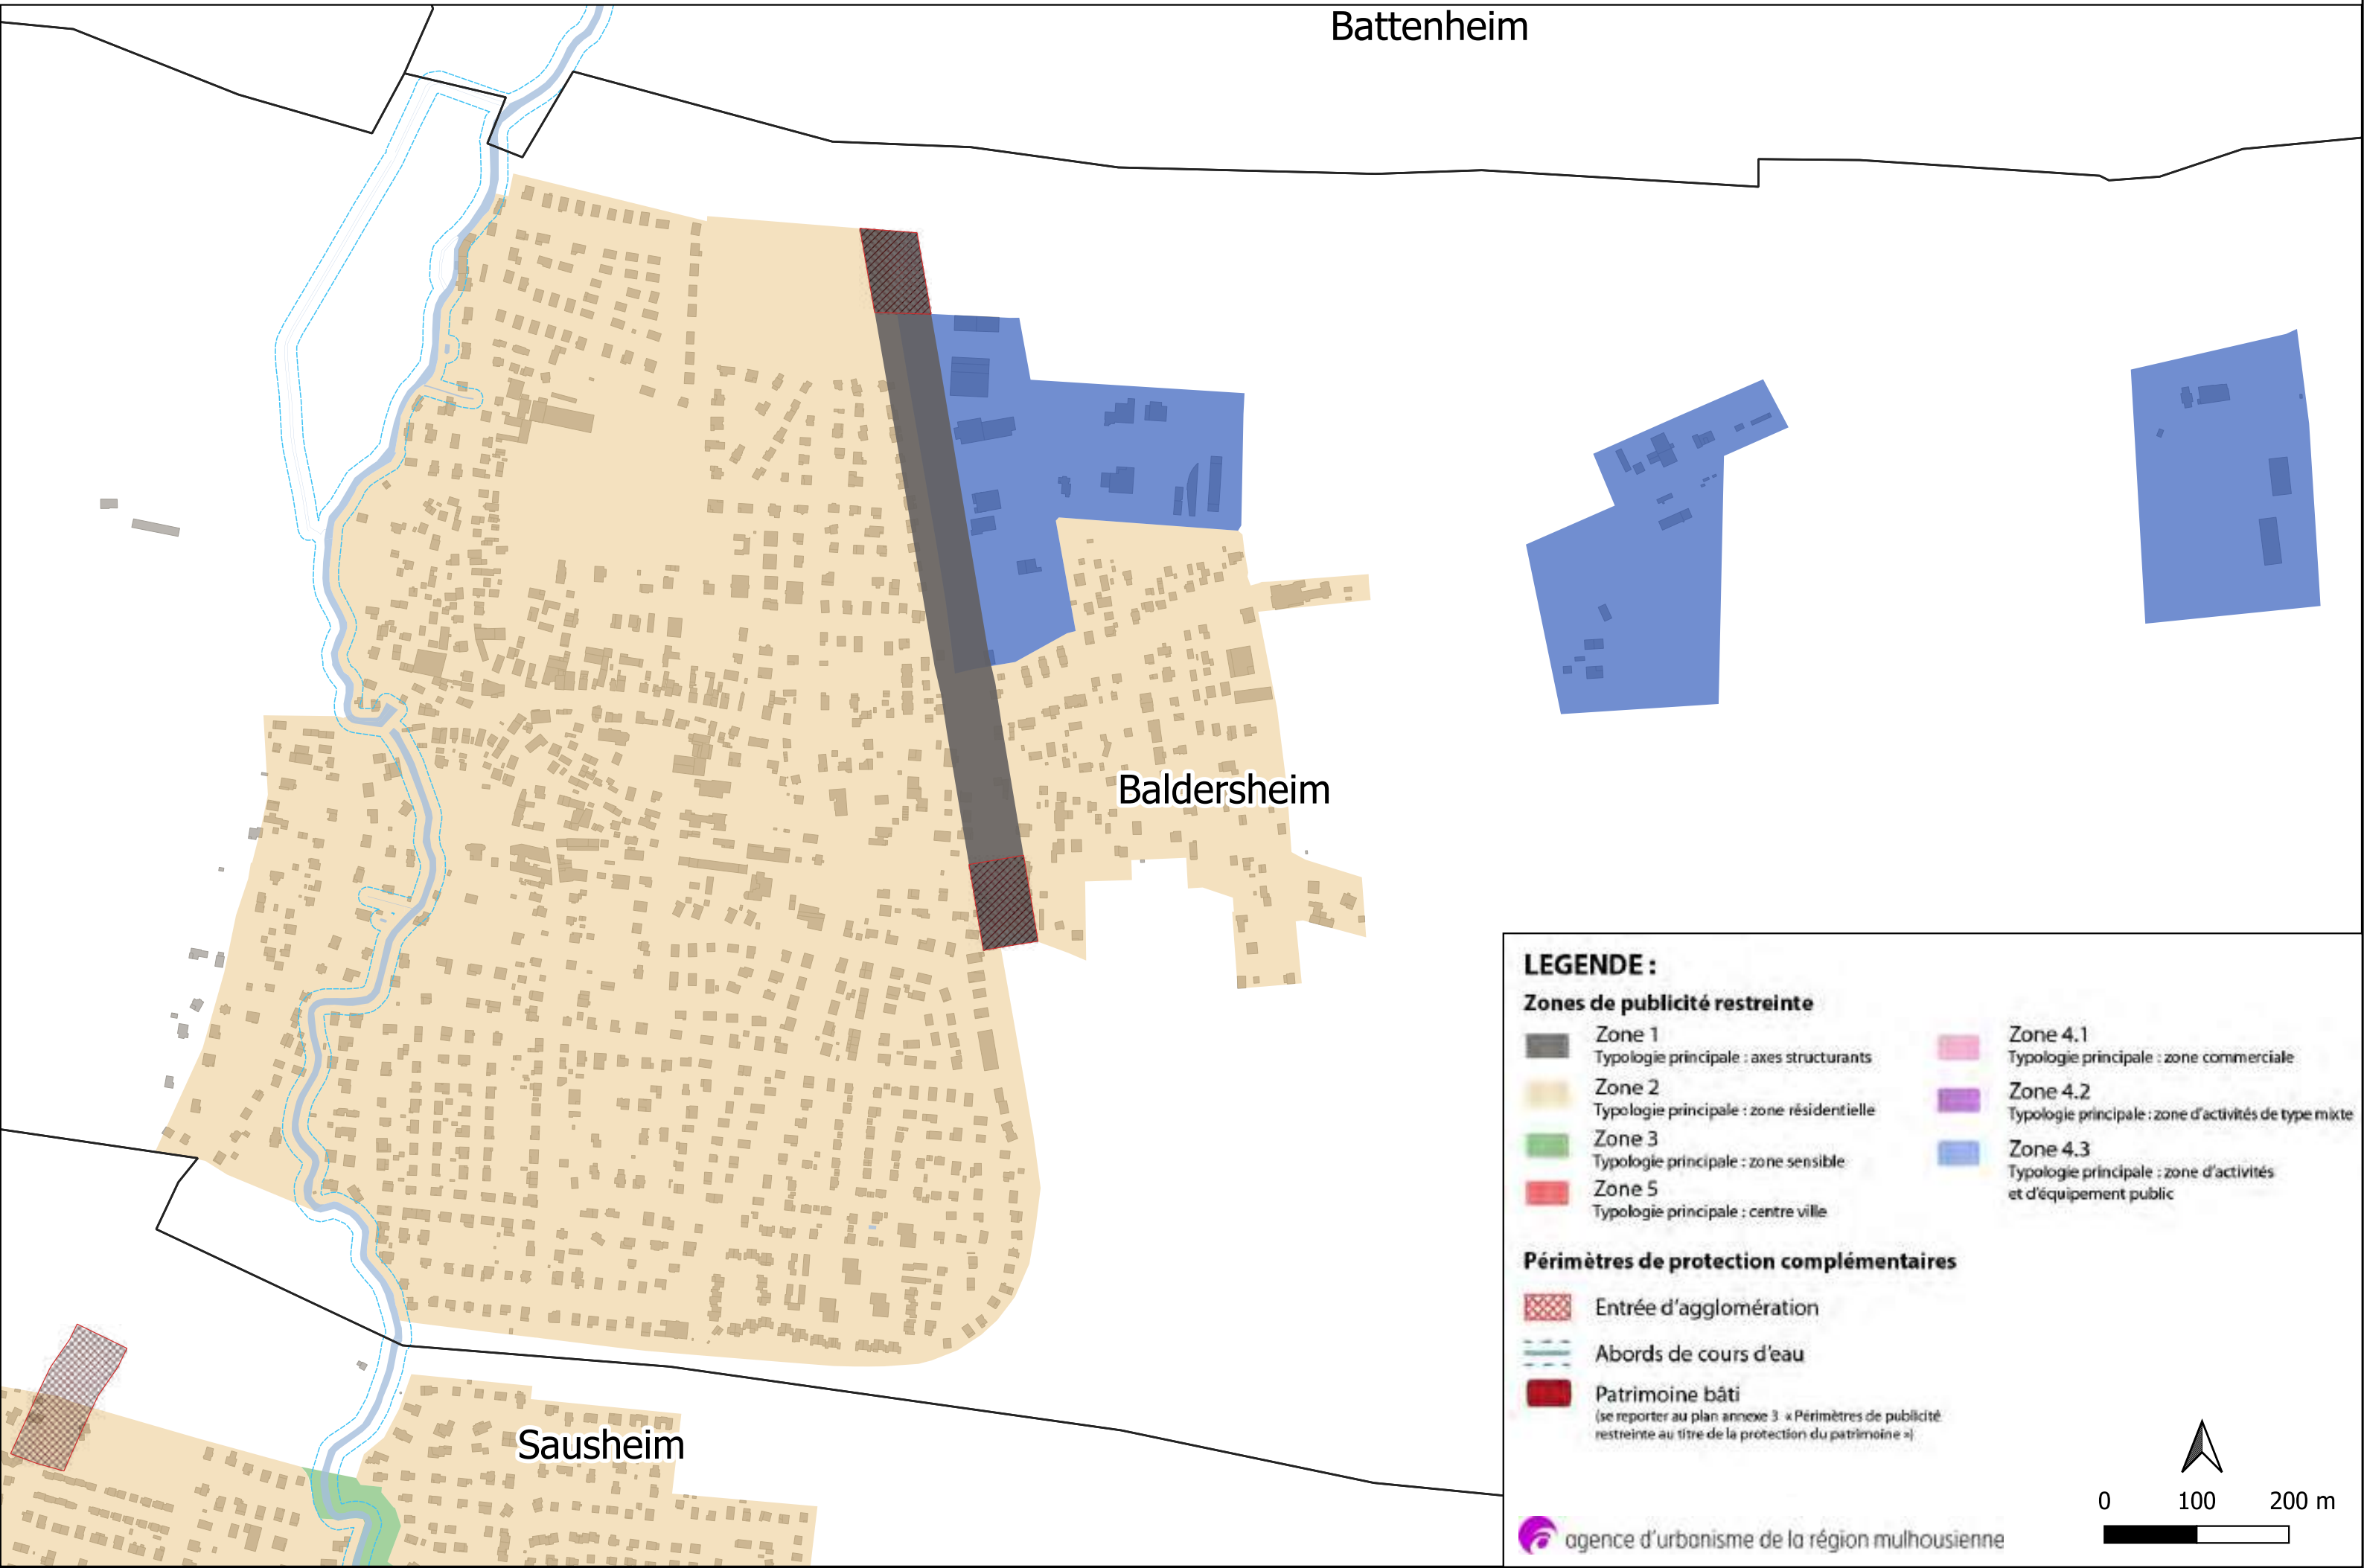 Battenheim
Baldersheim
Sausheim
LEGENDE :
Zones de publicité restreinte
Zone 1
Typologie principale : axes structurants
Zone 2
Typologie principale : zone résidentielle
Zone 3
Typologie principale : zone sensible
Zone 5
Typologie principale : centre ville
Zone 4.1
Typologie principale : zone commerciale
Zone 4.2
Typologie principale : zone d'activités de type mixte
Zone 4.3
Typologie principale : zone d'activités
et d'équipement public
Périmètres de protection complémentaires
Entrée d'agglomération
Abords de cours d'eau
Patrimoine bâti
(se reporter au plan annexe 3 « Périmètres de publicité
restreinte au titre de la protection du patrimoine »)
0 100 200 m
agence d'urbanisme de la région mulhousienne